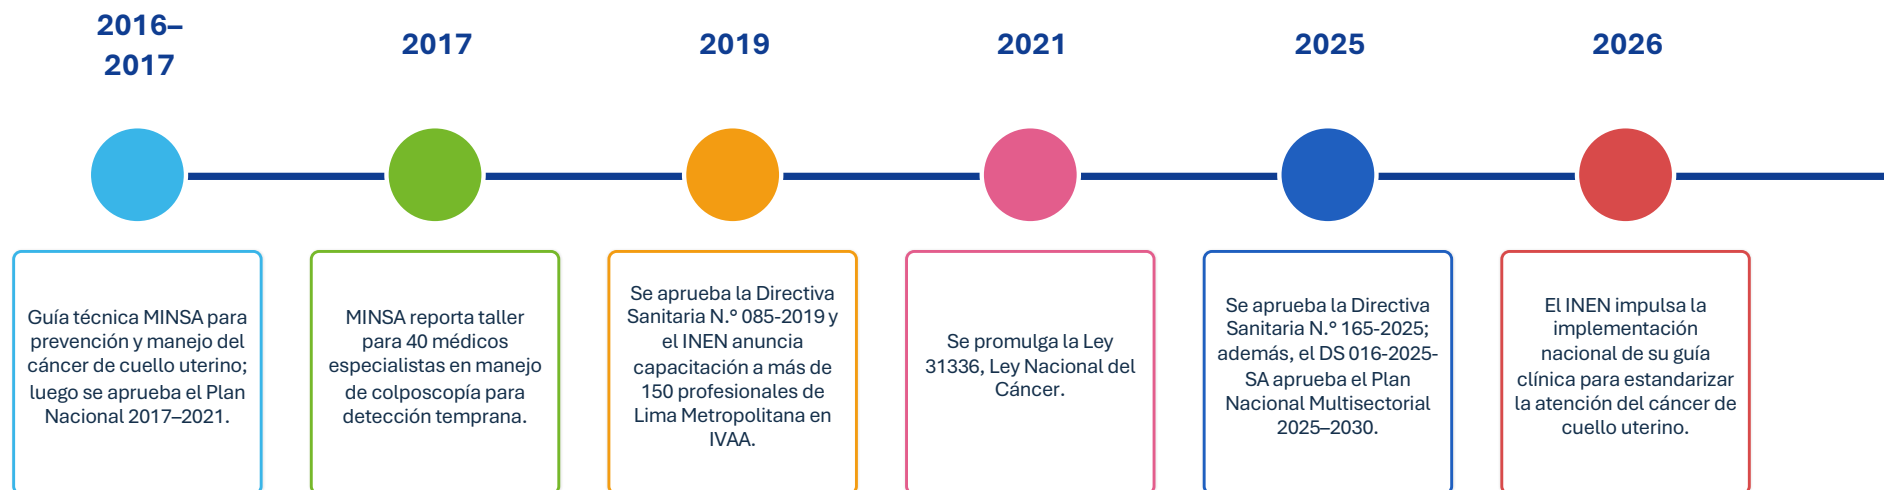 2016–
2017
2017
2019
2021
2025
2026
Guía técnica MINSA para
prevención y manejo del
cáncer de cuello uterino;
luego se aprueba el Plan
Nacional 2017–2021.
MINSA reporta taller
para 40 médicos
especialistas en manejo
de colposcopía para
detección temprana.
Se aprueba la Directiva
Sanitaria N.° 085-2019 y
el INEN anuncia
capacitación a más de
150 profesionales de
Lima Metropolitana en
IVAA.
Se promulga la Ley
31336, Ley Nacional del
Cáncer.
Se aprueba la Directiva
Sanitaria N.° 165-2025;
además, el DS 016-2025-
SA aprueba el Plan
Nacional Multisectorial
2025–2030.
El INEN impulsa la
implementación
nacional de su guía
clínica para estandarizar
la atención del cáncer de
cuello uterino.